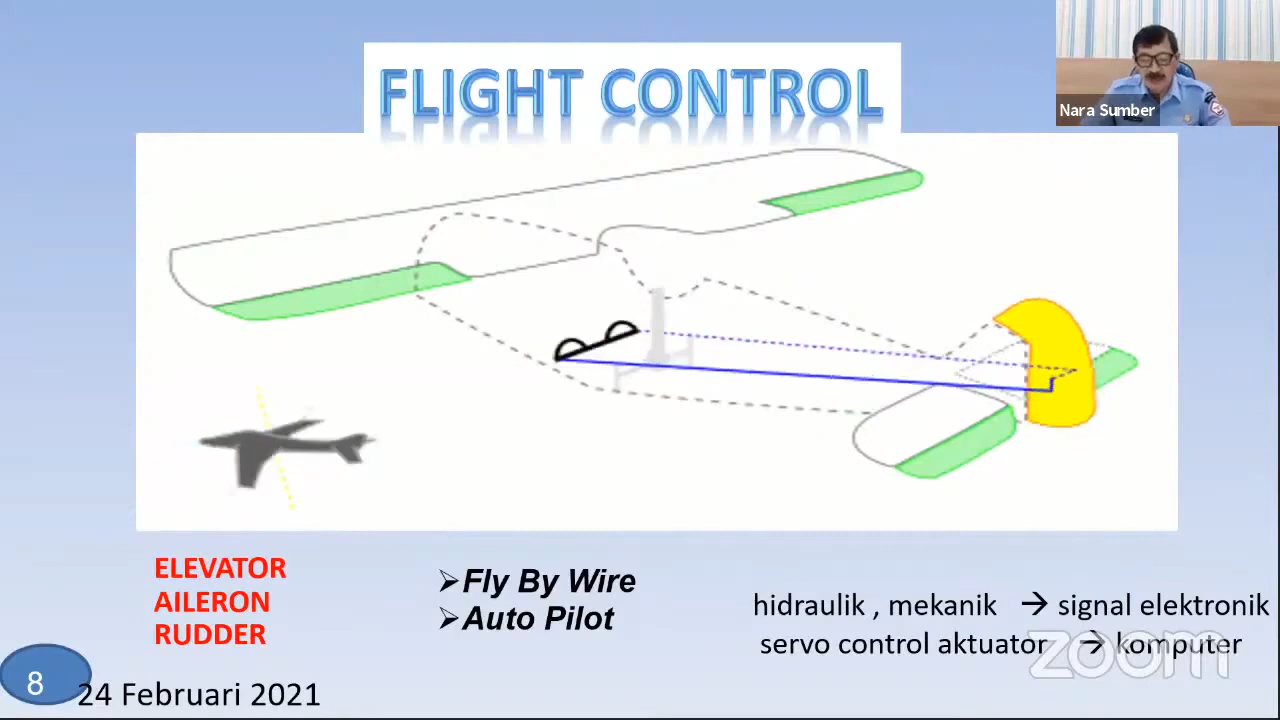 FLIGHT CONTROL
Nara Sumber
ELEVATOR
AILERON
RUDDER
➢Fly By Wire
➢Auto Pilot
hidraulik , mekanik → signal elektronik
servo control aktuator → komputer
zoom
8
24 Februari 2021